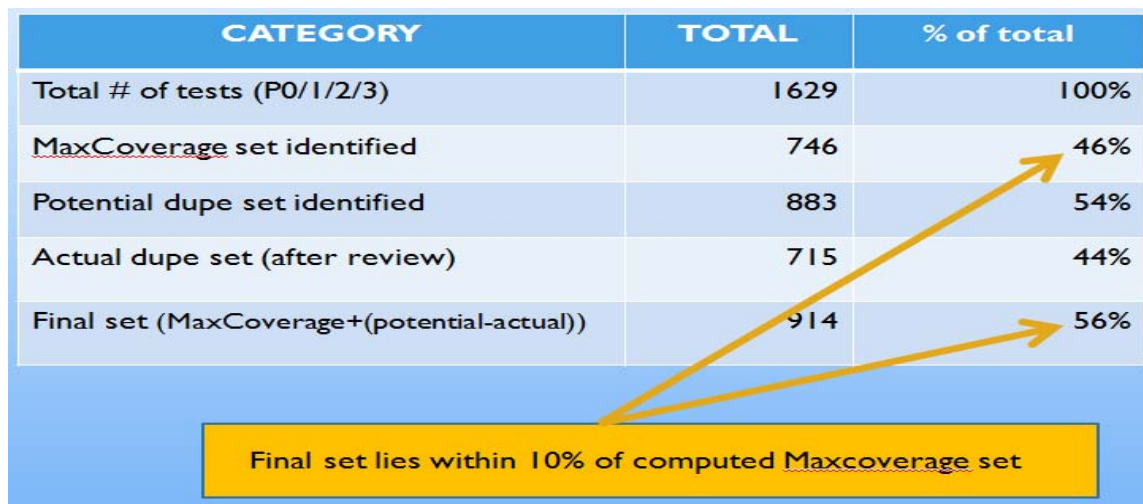 CATEGORY TOTAL % of total
Total # of tests (P0/1/2/3) 1629 100%
MaxCoverage set identified 746 46%
Potential dupe set identified 883 54%
Actual dupe set (after review) 715 44%
Final set (MaxCoverage+(potential-actual)) 914 56%
Final set lies within 10% of computed Maxcoverage set